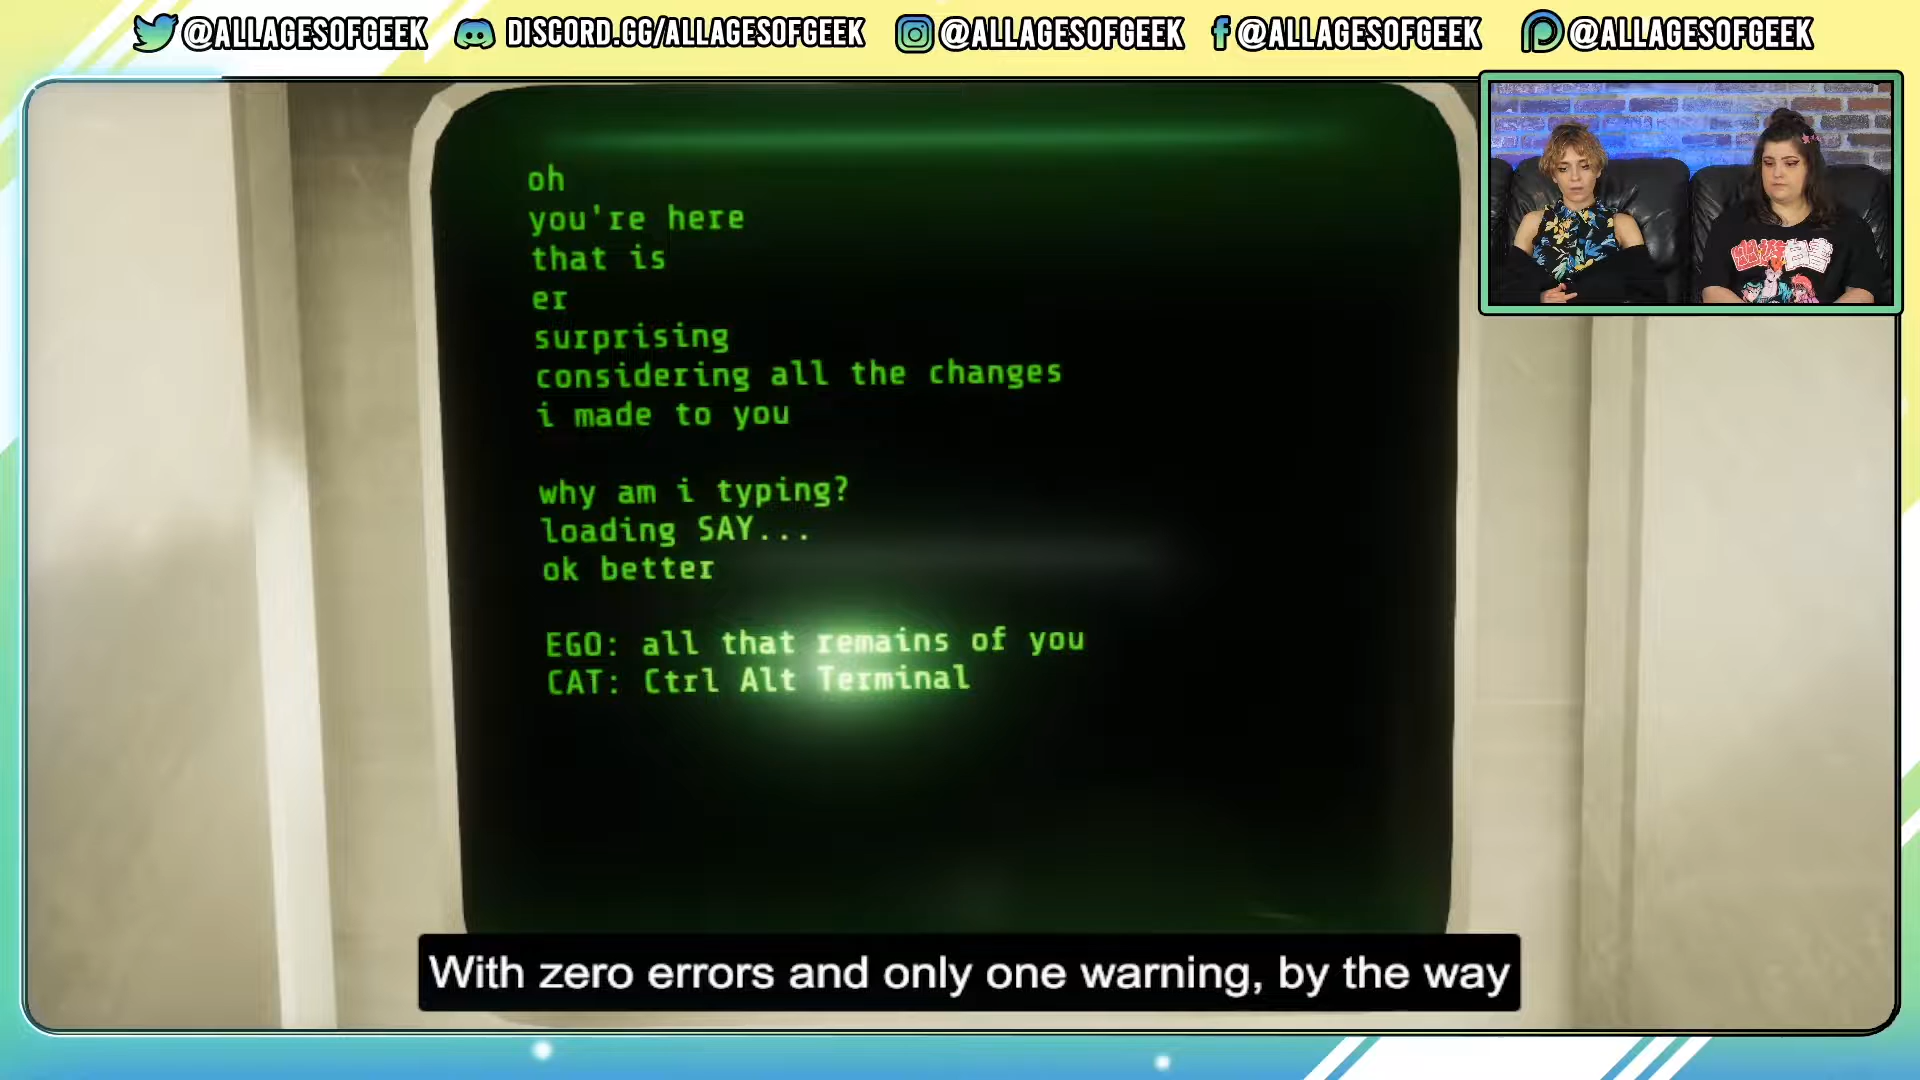 @ALLAGESOFGEEK DISCORD.GG/ALLAGESOFGEEK @ALLAGESOFGEEK @ALLAGESOFGEEK @ALLAGESOFGEEK
oh
you're here
that is
er
surprising
considering all the changes
i made to you
why am i typing?
loading SAY...
ok better
EGO: all that remains of you
CAT: Ctrl Alt Terminal
With zero errors and only one warning, by the way